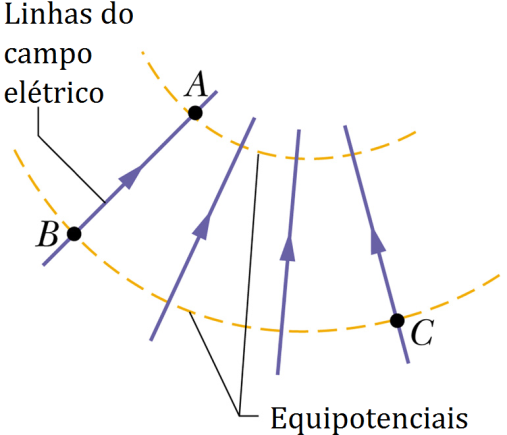 Linhas do
campo
elétrico
A
B
C
Equipotenciais